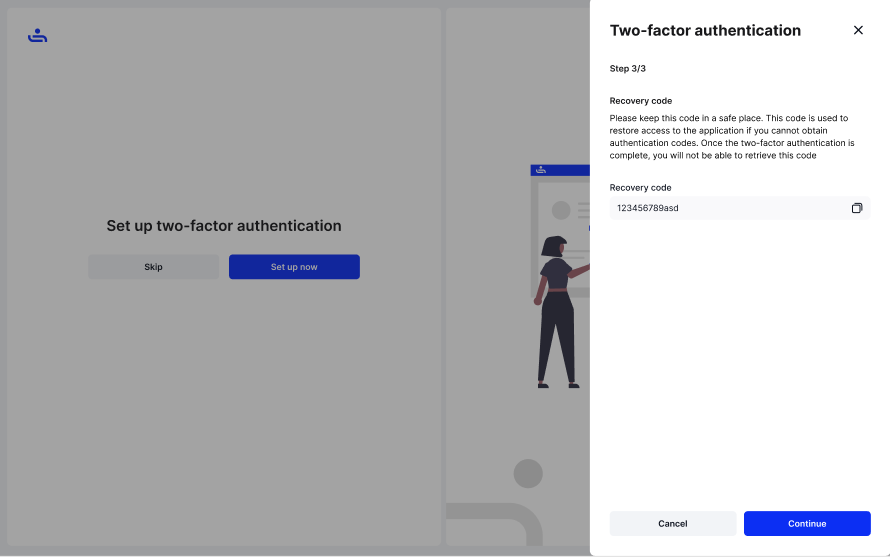 Set up two-factor authentication
Skip
Set up now
Two-factor authentication
Step 3/3
Recovery code
Please keep this code in a safe place. This code is used to
restore access to the application if you cannot obtain
authentication codes. Once the two-factor authentication is
complete, you will not be able to retrieve this code
Recovery code
123456789asd
Cancel
Continue